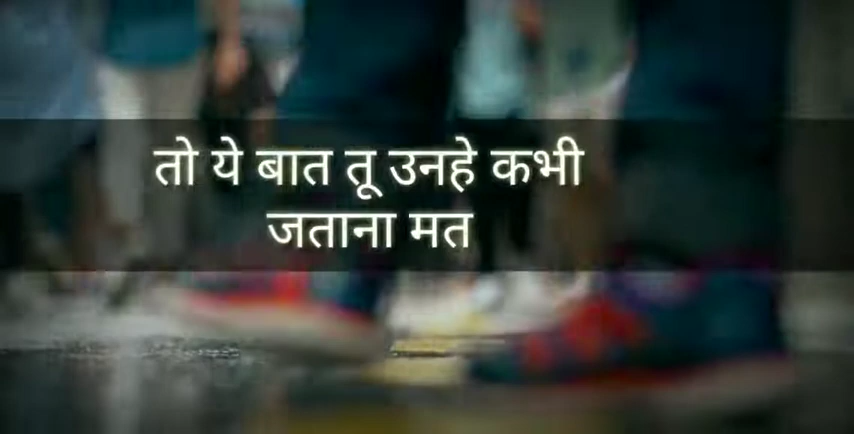 तो ये बात तू उनहे कभी
जताना मत